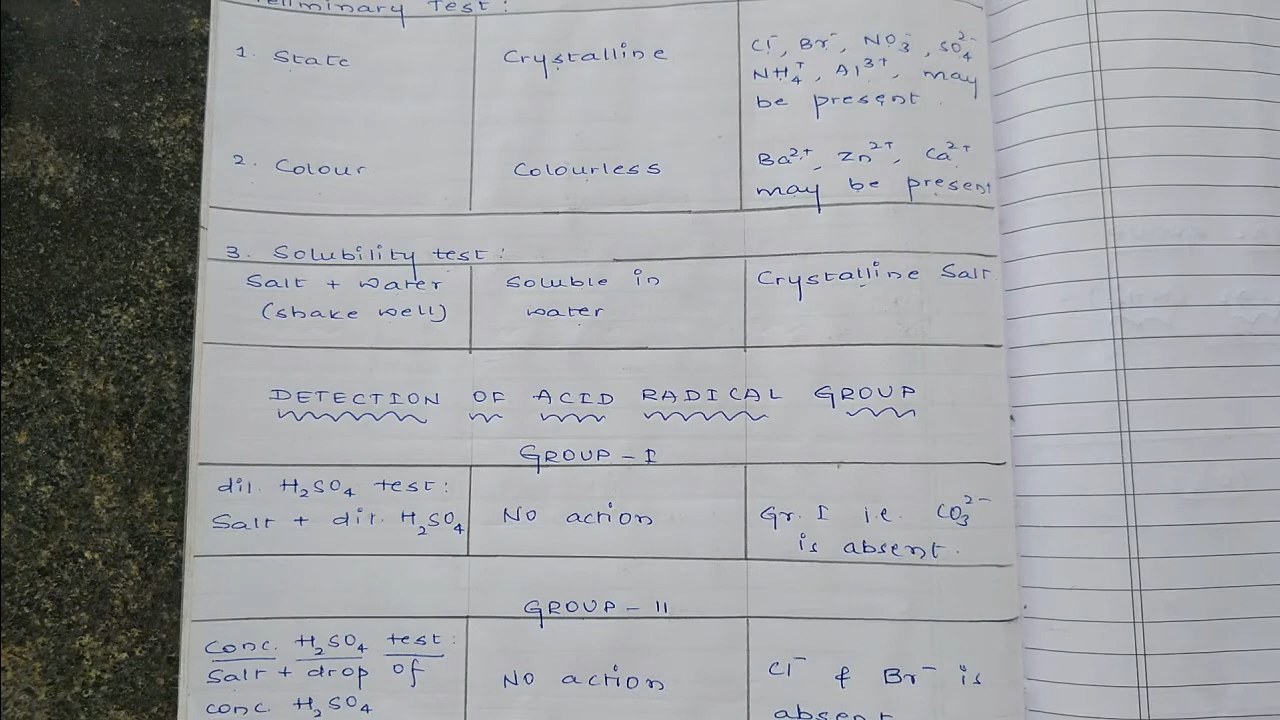 Preliminary Test:
1. State
Crystalline
Cl⁻, Br⁻, NO₃⁻, SO₄²⁻
NH₄⁺, Al³⁺, may
be present.
2. Colour
Colourless
Ba²⁺, Zn²⁺, Ca²⁺
may be present
3. Solubility test:
Salt + water
(shake well)
Soluble in
water
Crystalline Salt.
DETECTION OF ACID RADICAL GROUP
GROUP - I
dil. H₂SO₄ test:
Salt + dil. H₂SO₄
No action
Gr. I i.e. CO₃²⁻
is absent.
GROUP - II
Conc. H₂SO₄ test:
Salt + drop of
conc. H₂SO₄
No action
Cl⁻ & Br⁻ is
absent